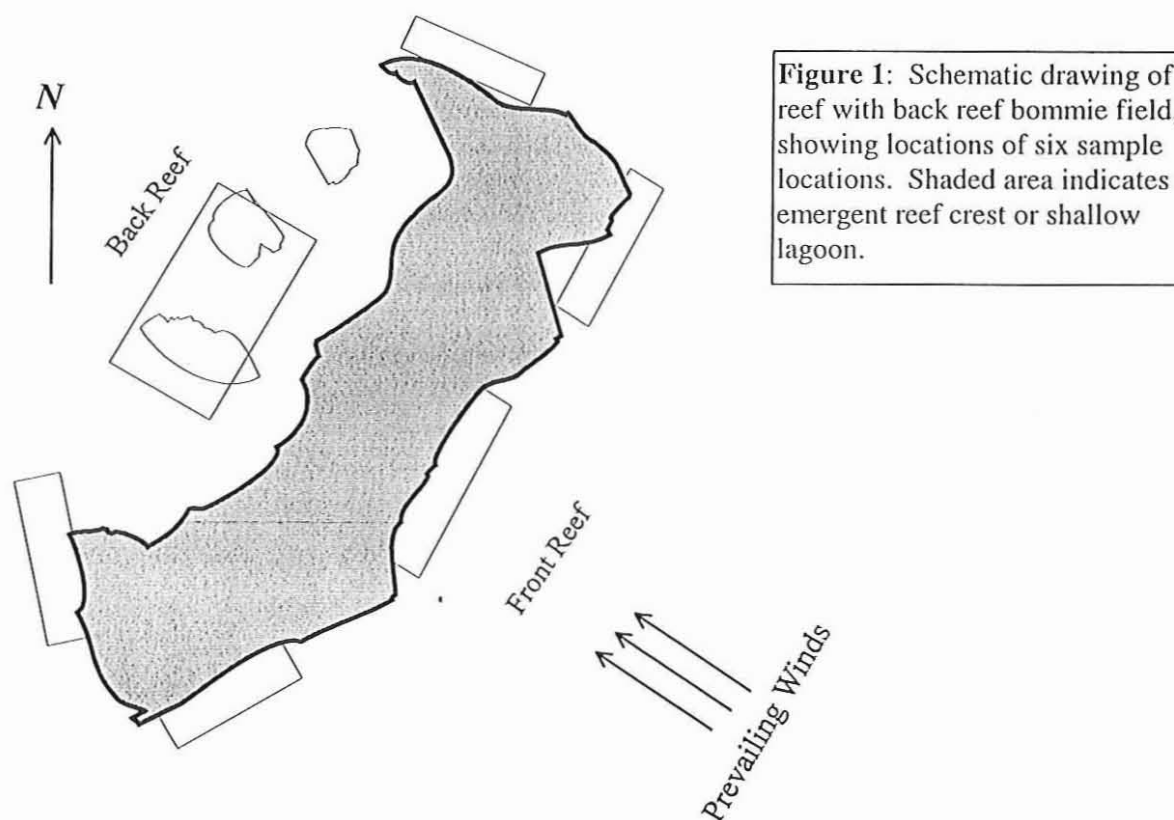 N
Back Reef
Front Reef
Prevailing Winds
Figure 1: Schematic drawing of
reef with back reef bommie field
showing locations of six sample
locations. Shaded area indicates
emergent reef crest or shallow
lagoon.